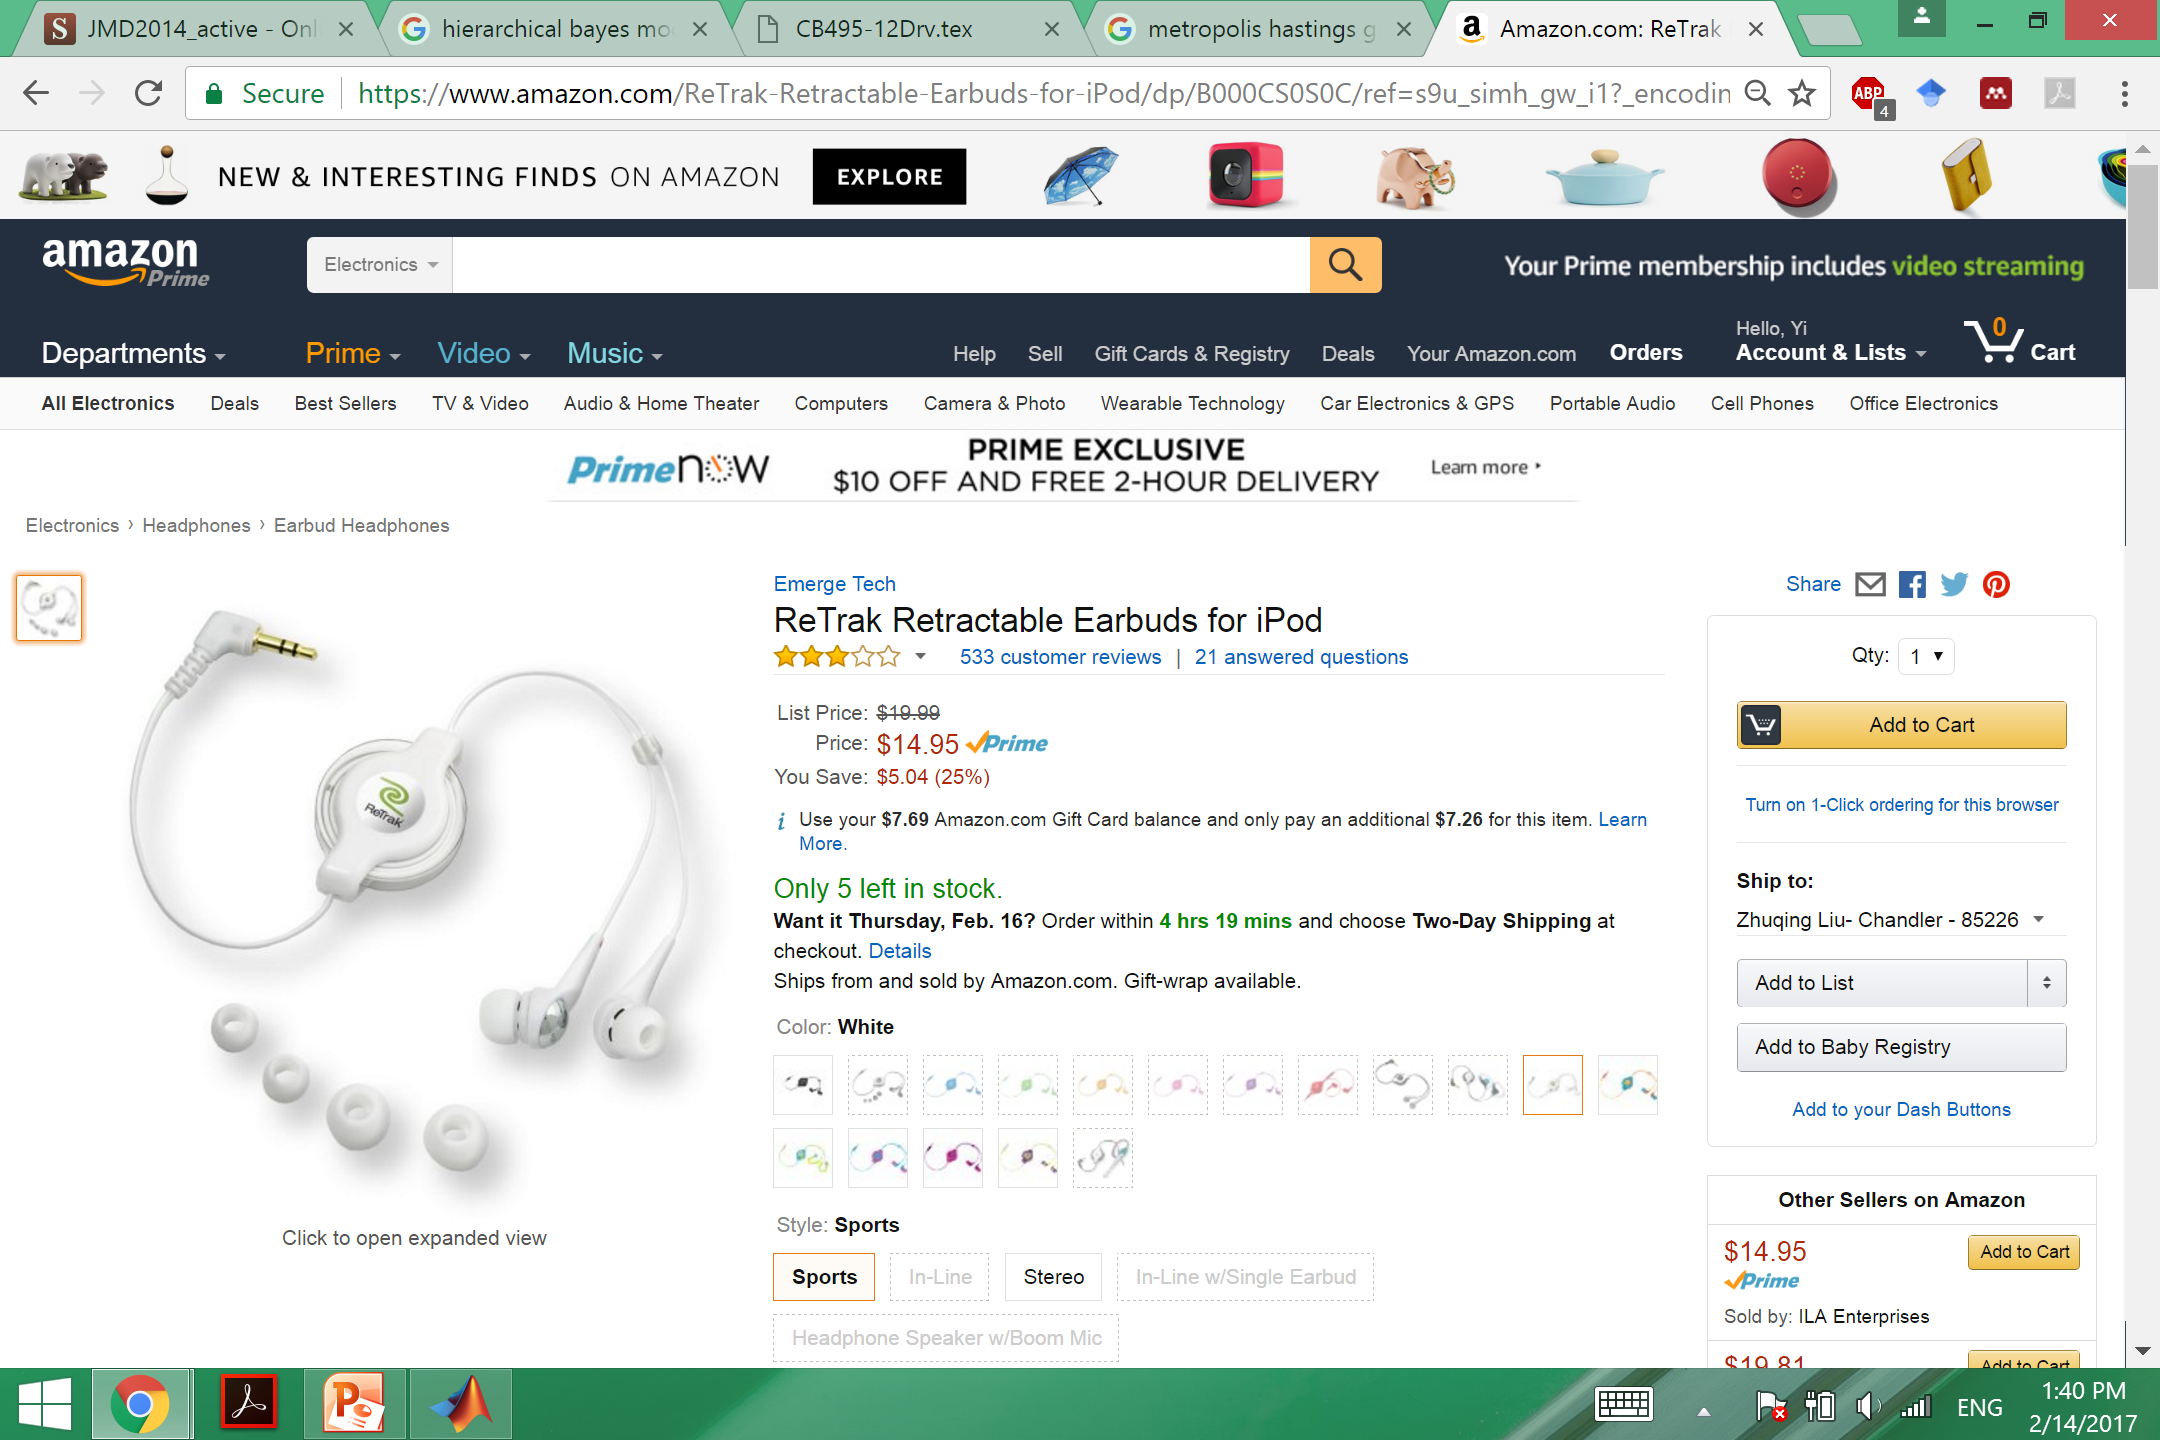 JMD2014_active - Onl
hierarchical bayes mo
CB495-12Drv.tex
metropolis hastings g
Amazon.com: ReTrak
Secure
https://www.amazon.com/ReTrak-Retractable-Earbuds-for-iPod/dp/B000CS0S0C/ref=s9u_simh_gw_i1?_encodin
ABP
4
NEW & INTERESTING FINDS ON AMAZON
EXPLORE
amazon
Prime
Electronics
Your Prime membership includes video streaming
Departments
Prime
Video
Music
Help
Sell
Gift Cards & Registry
Deals
Your Amazon.com
Orders
Hello, Yi
Account & Lists
0
Cart
All Electronics
Deals
Best Sellers
TV & Video
Audio & Home Theater
Computers
Camera & Photo
Wearable Technology
Car Electronics & GPS
Portable Audio
Cell Phones
Office Electronics
PrimeNOW
PRIME EXCLUSIVE
$10 OFF AND FREE 2-HOUR DELIVERY
Learn more
Electronics › Headphones › Earbud Headphones
ReTrak
Click to open expanded view
Emerge Tech
ReTrak Retractable Earbuds for iPod
533 customer reviews | 21 answered questions
List Price: $19.99
Price: $14.95 Prime
You Save: $5.04 (25%)
Use your $7.69 Amazon.com Gift Card balance and only pay an additional $7.26 for this item. Learn
More.
Only 5 left in stock.
Want it Thursday, Feb. 16? Order within 4 hrs 19 mins and choose Two-Day Shipping at
checkout. Details
Ships from and sold by Amazon.com. Gift-wrap available.
Color: White
Style: Sports
Sports
In-Line
Stereo
In-Line w/Single Earbud
Headphone Speaker w/Boom Mic
Share
Qty: 1
Add to Cart
Turn on 1-Click ordering for this browser
Ship to:
Zhuqing Liu- Chandler - 85226
Add to List
Add to Baby Registry
Add to your Dash Buttons
Other Sellers on Amazon
$14.95
Add to Cart
Prime
Sold by: ILA Enterprises
$19.81
Add to Cart
ENG
1:40 PM
2/14/2017